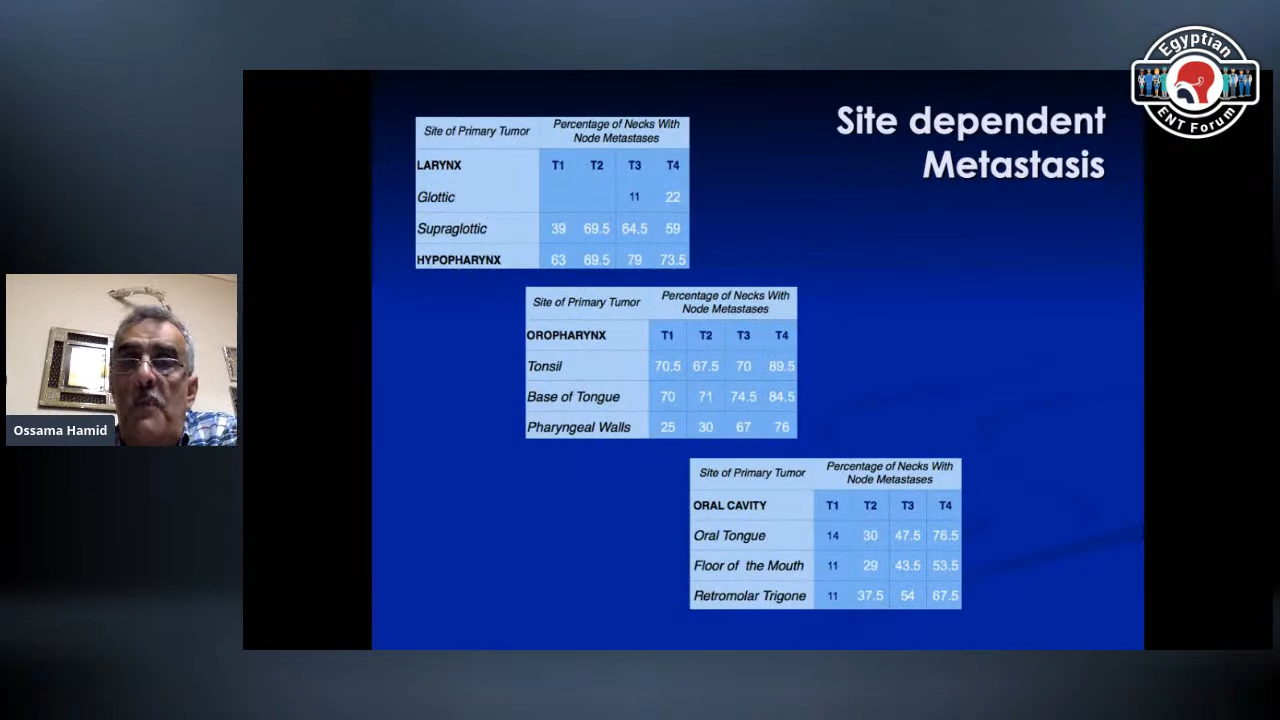 Egyptian
ENT Forum
Site dependent
Metastasis
Site of Primary Tumor Percentage of Necks With Node Metastases
LARYNX T1 T2 T3 T4
Glottic 11 22
Supraglottic 39 69.5 64.5 59
HYPOPHARYNX 63 69.5 79 73.5
Site of Primary Tumor Percentage of Necks With Node Metastases
OROPHARYNX T1 T2 T3 T4
Tonsil 70.5 67.5 70 89.5
Base of Tongue 70 71 74.5 84.5
Pharyngeal Walls 25 30 67 76
Site of Primary Tumor Percentage of Necks With Node Metastases
ORAL CAVITY T1 T2 T3 T4
Oral Tongue 14 30 47.5 76.5
Floor of the Mouth 11 29 43.5 53.5
Retromolar Trigone 11 37.5 54 67.5
Ossama Hamid